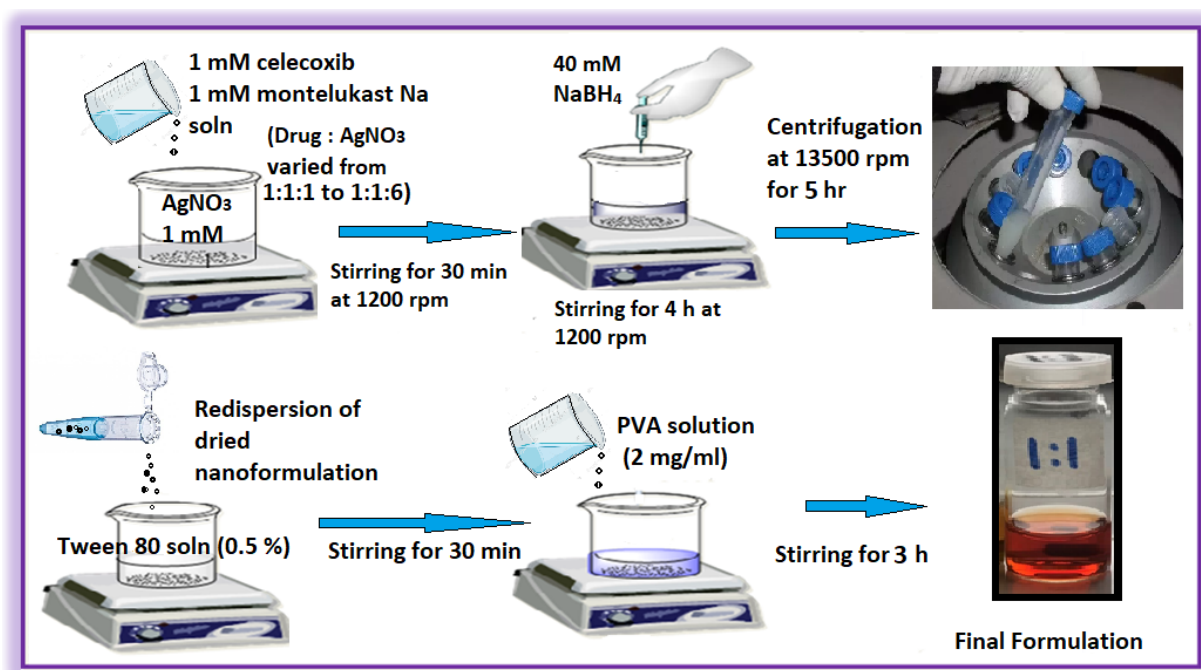 1 mM celecoxib
1 mM montelukast Na
soln
(Drug : AgNO₃
varied from
1:1:1 to 1:1:6)
AgNO₃
1 mM
Stirring for 30 min
at 1200 rpm
40 mM
NaBH₄
Stirring for 4 h at
1200 rpm
Centrifugation
at 13500 rpm
for 5 hr
Redispersion of
dried
nanoformulation
Tween 80 soln (0.5 %)
Stirring for 30 min
PVA solution
(2 mg/ml)
Stirring for 3 h
1:1
Final Formulation